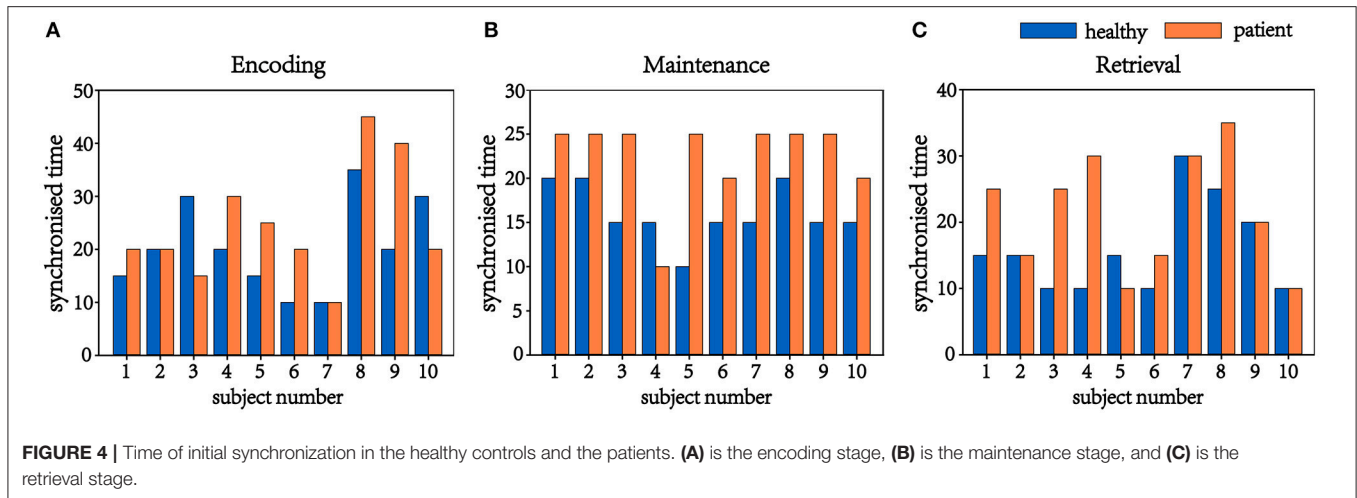 A
B
C
healthy
patient
Encoding
Maintenance
Retrieval
synchronised time
50
40
30
20
10
0
1 2 3 4 5 6 7 8 9 10
subject number
synchronised time
30
25
20
15
10
5
0
1 2 3 4 5 6 7 8 9 10
subject number
synchronised time
40
30
20
10
0
1 2 3 4 5 6 7 8 9 10
subject number
FIGURE 4 | Time of initial synchronization in the healthy controls and the patients. (A) is the encoding stage, (B) is the maintenance stage, and (C) is the
retrieval stage.